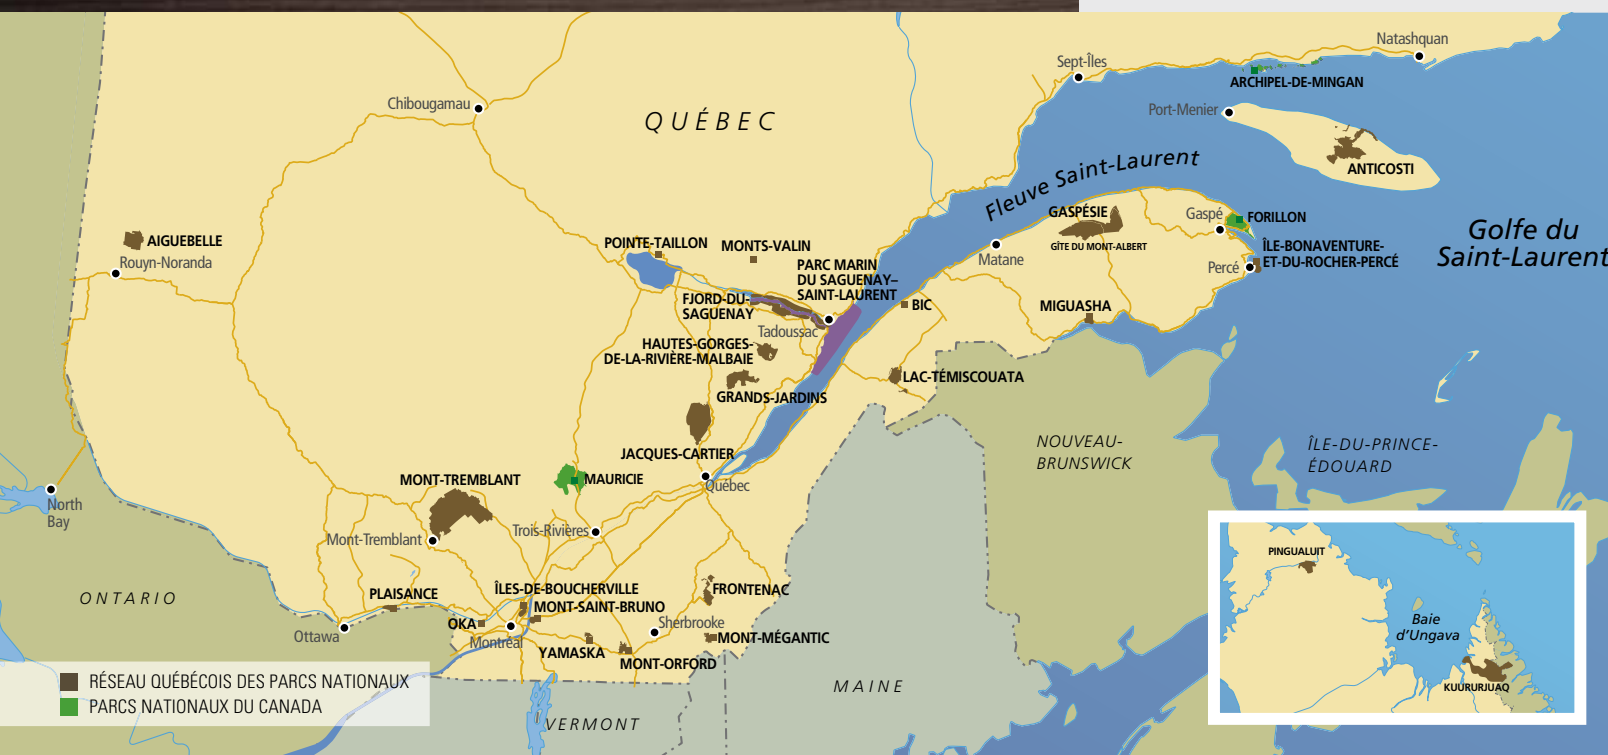 Natashquan
Sept-Îles
ARCHIPEL-DE-MINGAN
Chibougamau
Port-Menier
QUÉBEC
Fleuve Saint-Laurent
ANTICOSTI
GASPÉSIE
GÎTE DU MONT-ALBERT
Gaspé
FORILLON
Golfe du
Saint-Laurent
AIGUEBELLE
Rouyn-Noranda
POINTE-TAILLON
MONTS-VALIN
Matane
ÎLE-BONAVENTURE-
ET-DU-ROCHER-PERCÉ
Percé
PARC MARIN
DU SAGUENAY–
SAINT-LAURENT
FJORD-DU-
SAGUENAY
Tadoussac
BIC
MIGUASHA
HAUTES-GORGES-
DE-LA-RIVIÈRE-MALBAIE
LAC-TÉMISCOUATA
GRANDS-JARDINS
JACQUES-CARTIER
NOUVEAU-
BRUNSWICK
ÎLE-DU-PRINCE-
ÉDOUARD
MONT-TREMBLANT
MAURICIE
Québec
North
Bay
Mont-Tremblant
Trois-Rivières
ONTARIO
PLAISANCE
ÎLES-DE-BOUCHERVILLE
MONT-SAINT-BRUNO
FRONTENAC
OKA
Ottawa
Montréal
Sherbrooke
YAMASKA
MONT-MÉGANTIC
MONT-ORFORD
MAINE
VERMONT
RÉSEAU QUÉBÉCOIS DES PARCS NATIONAUX
PARCS NATIONAUX DU CANADA
PINGUALUIT
Baie
d'Ungava
KUURURJUAQ